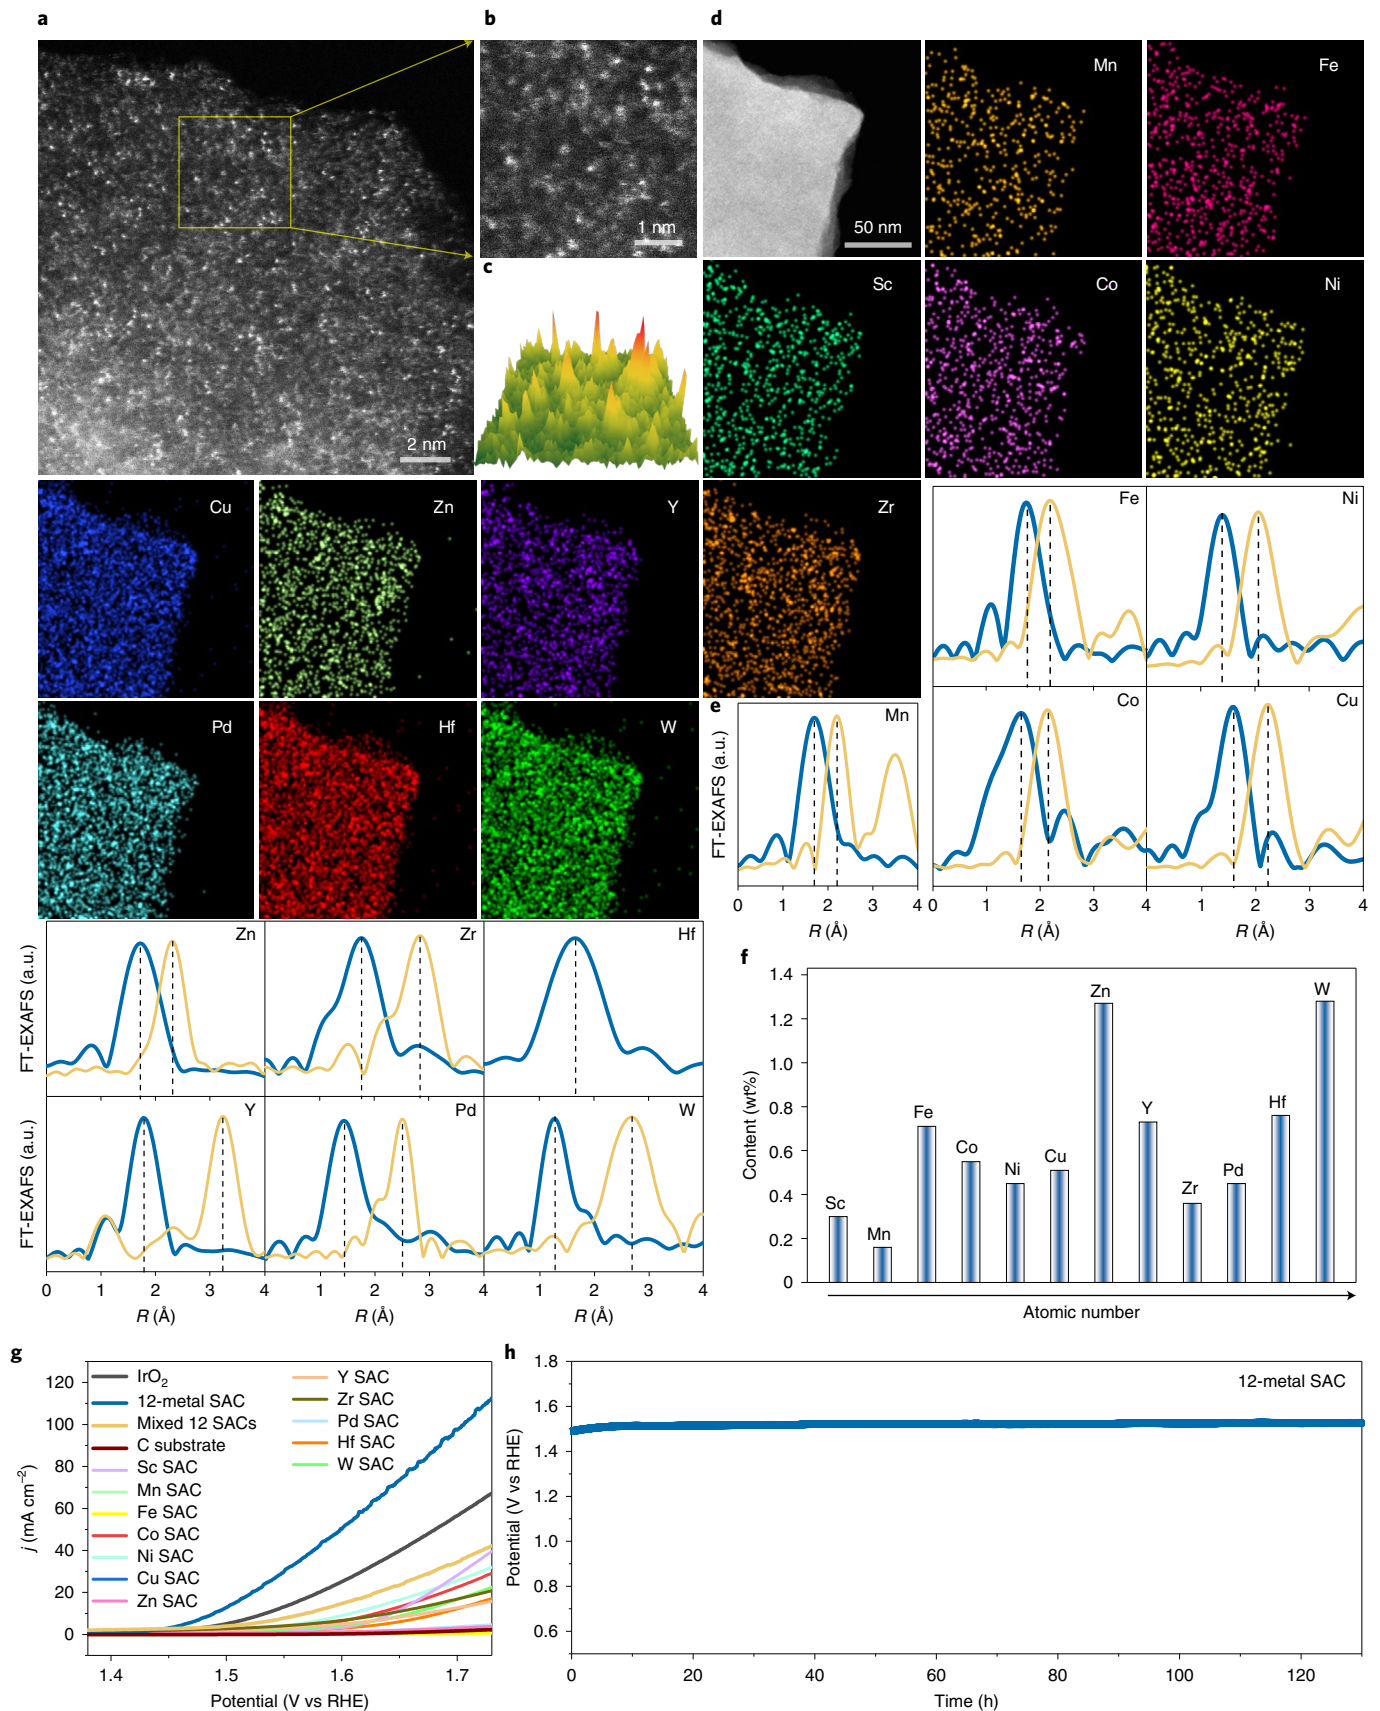 a
b
d
Mn
Fe
1 nm
50 nm
c
Sc
Co
Ni
2 nm
Cu
Zn
Y
Zr
Fe
Ni
Pd
Hf
W
e
Mn
Co
Cu
FT-EXAFS (a.u.)
0 1 2 3 4
0 1 2 3
0 1 2 3 4
R (Å)
R (Å)
R (Å)
Zn
Zr
Hf
FT-EXAFS (a.u.)
Y
Pd
W
FT-EXAFS (a.u.)
0 1 2 3 4
1 2 3 4
1 2 3 4
R (Å)
R (Å)
R (Å)
f
1.4
1.2
1.0
0.8
0.6
0.4
0.2
0
Content (wt%)
Sc
Mn
Fe
Co
Ni
Cu
Zn
Y
Zr
Pd
Hf
W
Atomic number
g
120
100
80
60
40
20
0
j (mA cm⁻²)
IrO₂
12-metal SAC
Mixed 12 SACs
C substrate
Sc SAC
Mn SAC
Fe SAC
Co SAC
Ni SAC
Cu SAC
Zn SAC
Y SAC
Zr SAC
Pd SAC
Hf SAC
W SAC
1.4 1.5 1.6 1.7
Potential (V vs RHE)
h
1.8
1.6
1.4
1.2
1.0
0.8
0.6
Potential (V vs RHE)
12-metal SAC
0 20 40 60 80 100 120
Time (h)